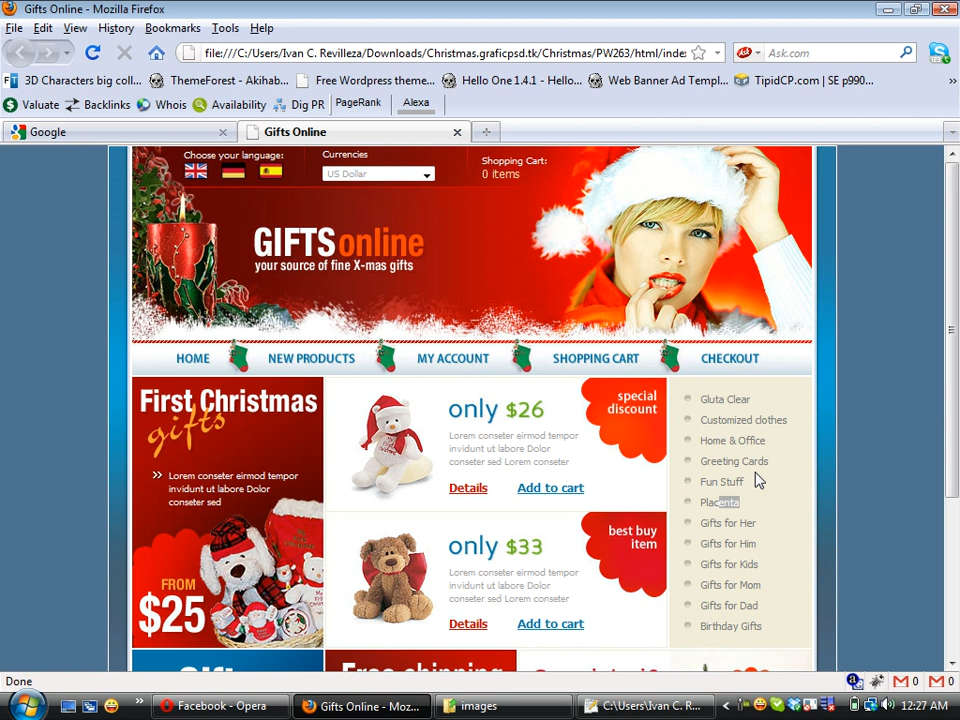 Gifts Online - Mozilla Firefox
File Edit View History Bookmarks Tools Help
file:///C:/Users/Ivan C. Revilleza/Downloads/Christmas.graficpsd.tk/Christmas/PW263/html/inde:
Ask Ask.com
3D Characters big coll... ThemeForest - Akihab... Free Wordpress theme... Hello One 1.4.1 - Hello... Web Banner Ad Templ... TipidCP.com | SE p990...
Valuate Backlinks Whois Availability Dig PR PageRank Alexa
Google Gifts Online
Choose your language: Currencies
US Dollar
Shopping Cart:
0 items
GIFTS online
your source of fine X-mas gifts
HOME NEW PRODUCTS MY ACCOUNT SHOPPING CART CHECKOUT
First Christmas
gifts
Lorem conseter eirmod tempor
invidunt ut labore Dolor
conseter sed
FROM
$25
only $26
Lorem conseter eirmod tempor
invidunt ut labore Dolor
conseter sed Lorem conseter
Details Add to cart
special
discount
only $33
Lorem conseter eirmod tempor
invidunt ut labore Dolor
conseter sed Lorem conseter
Details Add to cart
best buy
item
Gluta Clear
Customized clothes
Home & Office
Greeting Cards
Fun Stuff
Placenta
Gifts for Her
Gifts for Him
Gifts for Kids
Gifts for Mom
Gifts for Dad
Birthday Gifts
Free shipping
Done 0 0
Facebook - Opera Gifts Online - Moz... images C:\Users\Ivan C. R... 12:27 AM